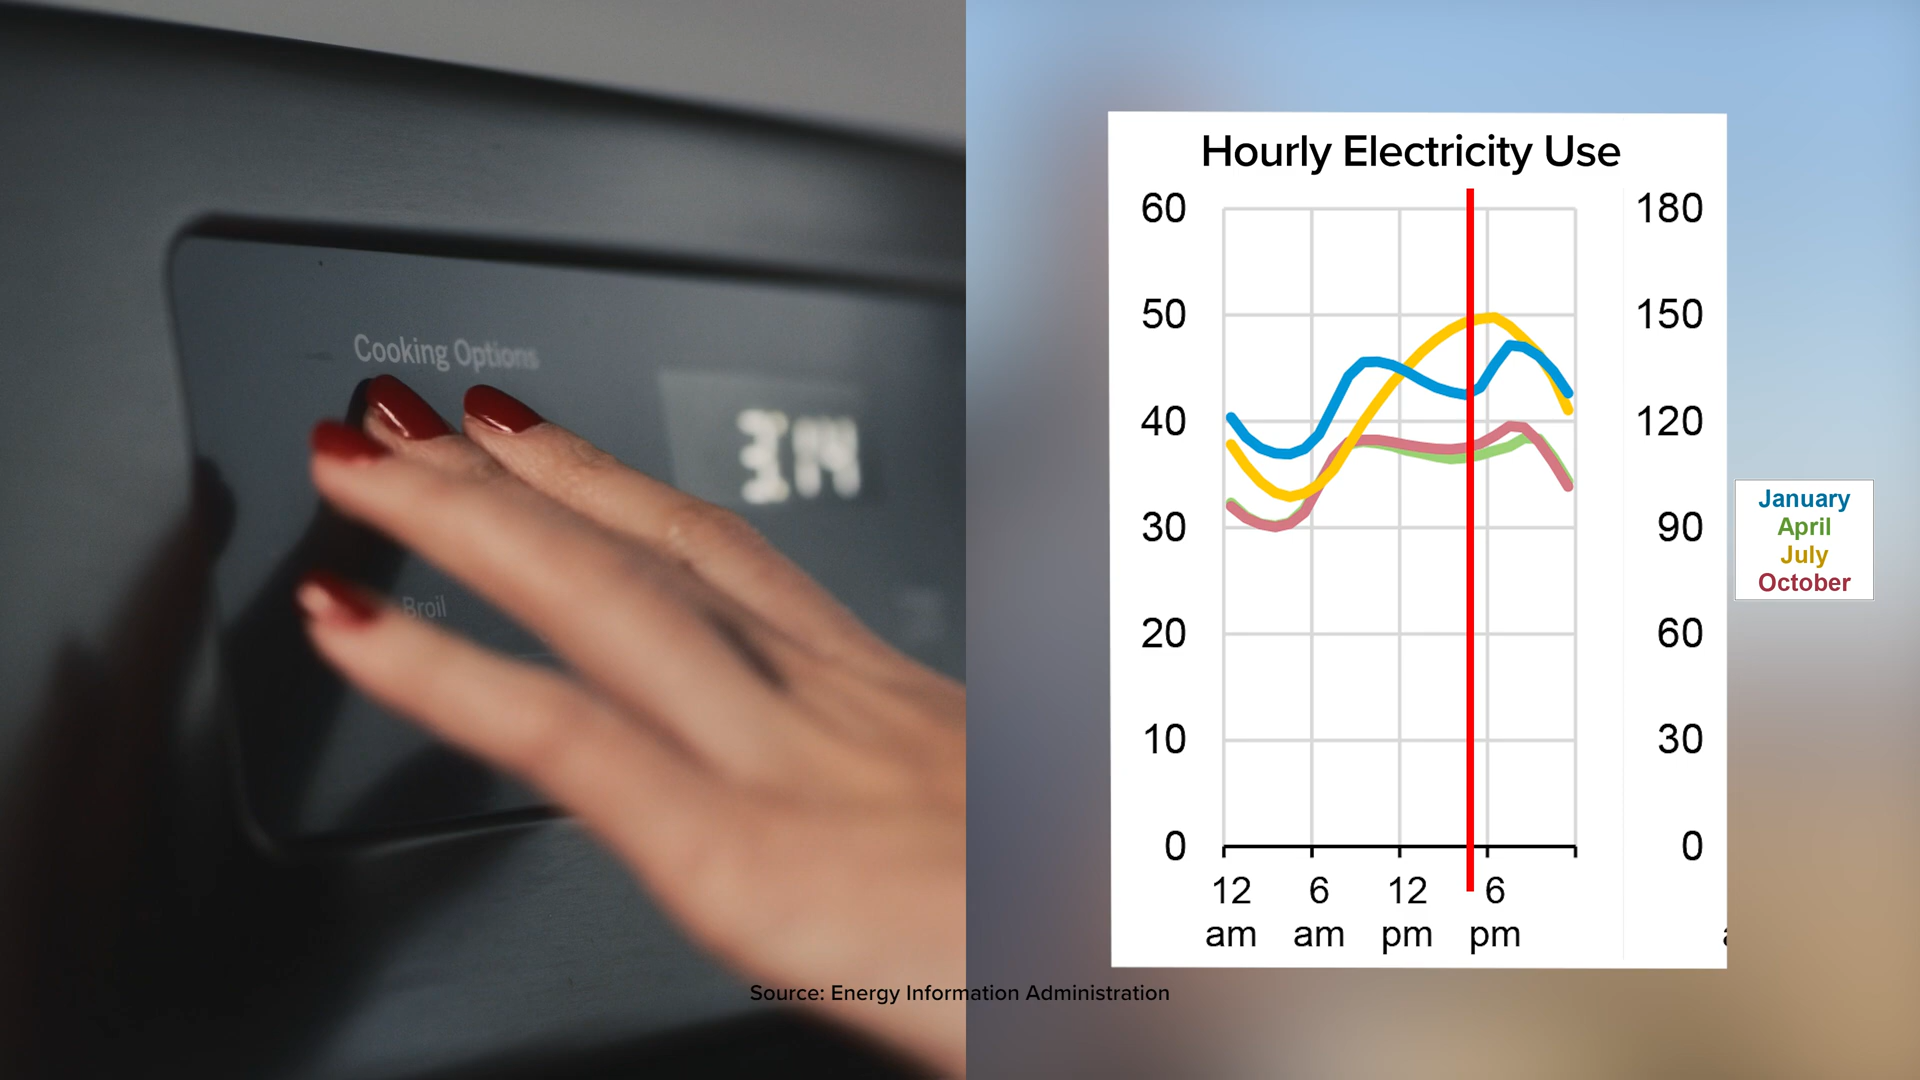 Cooking Options
314
Broil
Hourly Electricity Use
60
50
40
30
20
10
0
12 am
6 am
12 pm
6 pm
180
150
120
90
60
30
0
January
April
July
October
Source: Energy Information Administration